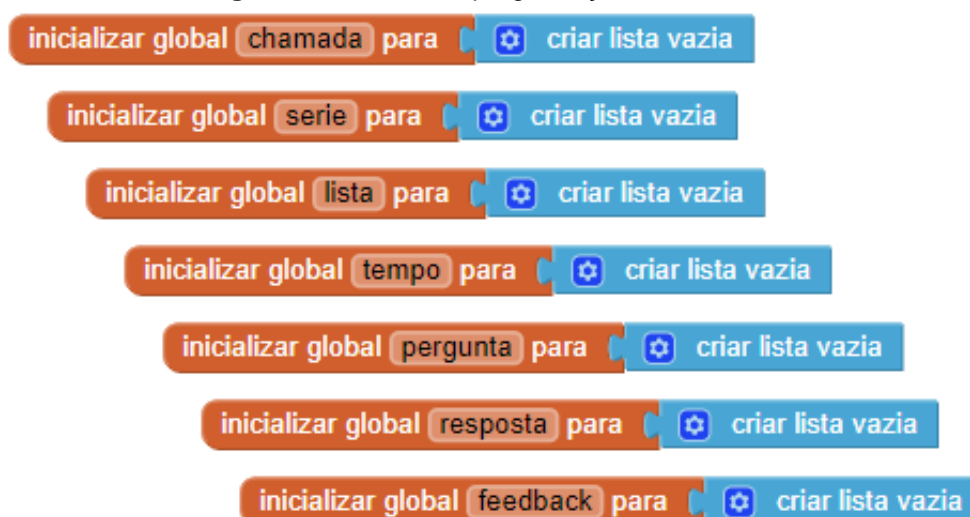 inicializar global chamada para criar lista vazia
inicializar global serie para criar lista vazia
inicializar global lista para criar lista vazia
inicializar global tempo para criar lista vazia
inicializar global pergunta para criar lista vazia
inicializar global resposta para criar lista vazia
inicializar global feedback para criar lista vazia